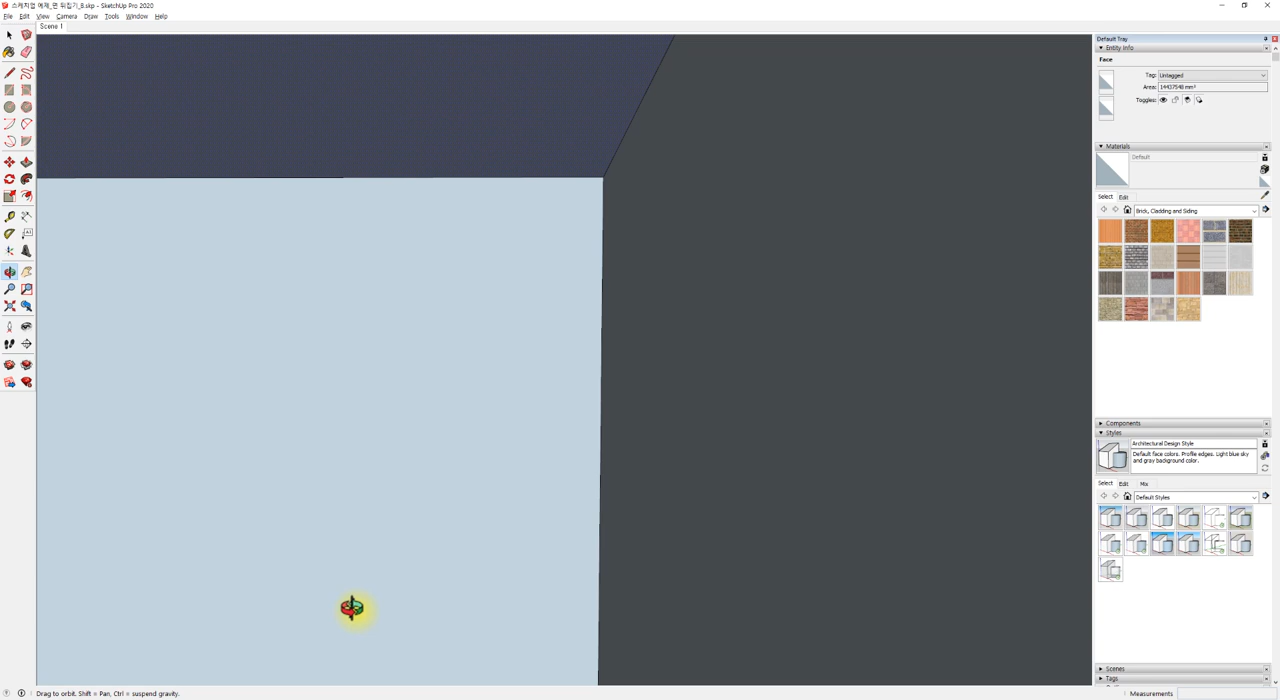 스케치업 예제_면 뒤집기_8.skp - SketchUp Pro 2020
File Edit View Camera Draw Tools Window Help
Scene 1
Default Tray
Entity Info
Face
Tag: Untagged
Area: 14437548 mm²
Toggles:
Materials
Default
Select Edit
Brick, Cladding and Siding
Components
Styles
Architectural Design Style
Default face colors. Profile edges. Light blue sky
and gray background color.
Select Edit Mix
Default Styles
Scenes
Tags
Drag to orbit. Shift = Pan, Ctrl = suspend gravity.
Measurements